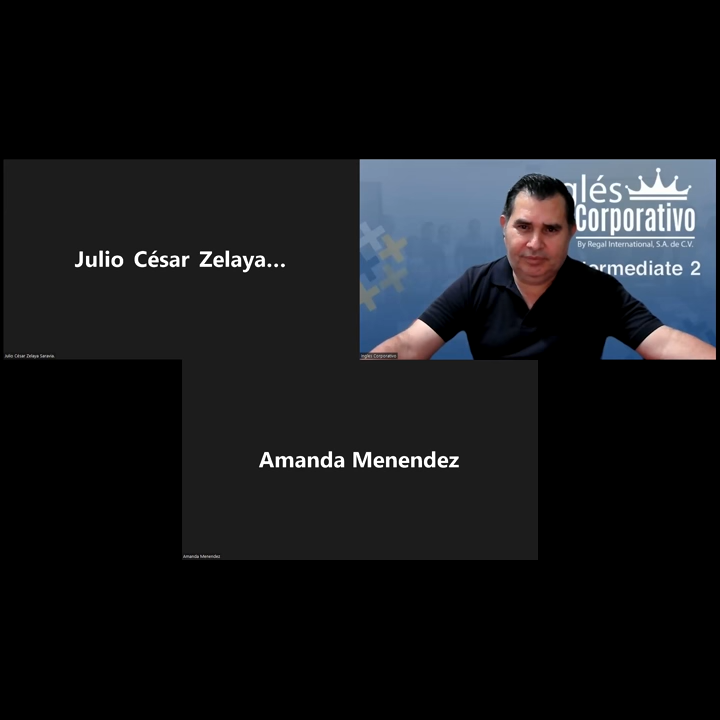 Julio César Zelaya...
Julio César Zelaya Saravia.
glés
Corporativo
By Regal International, S.A. de C.V.
ermediate 2
Inglés Corporativo
Amanda Menendez
Amanda Menendez